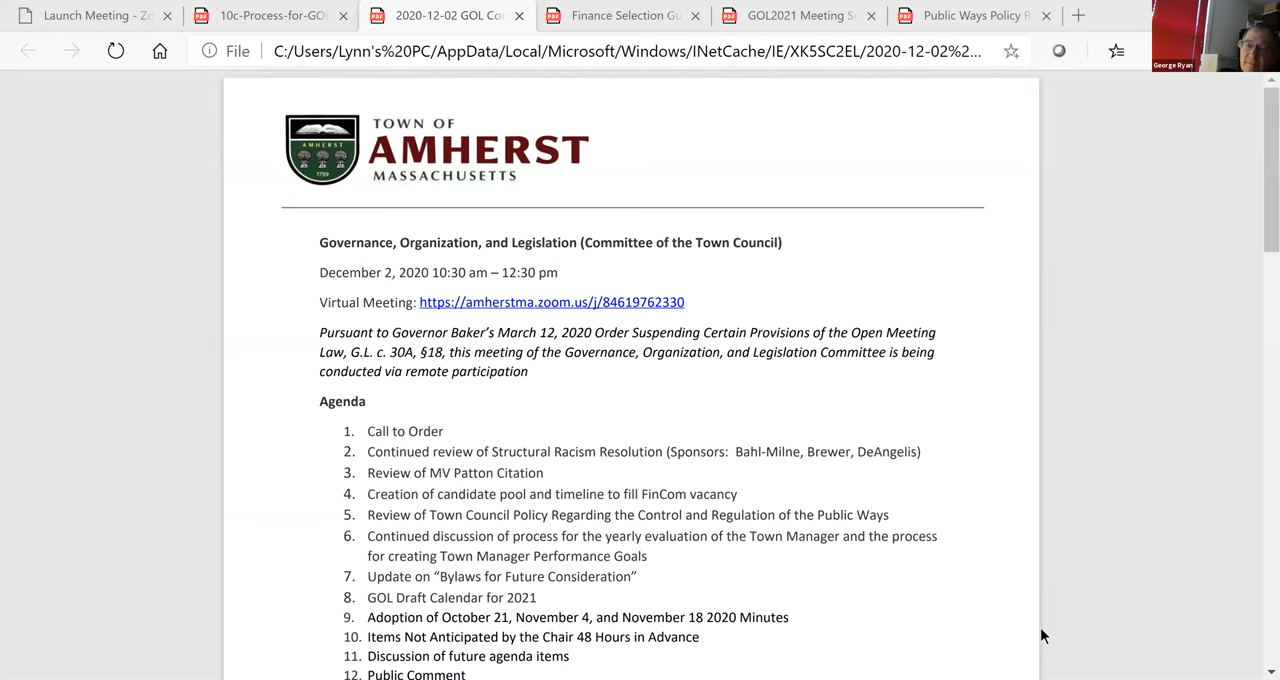 Launch Meeting - Zo
10c-Process-for-GOL
2020-12-02 GOL Co
Finance Selection Gu
GOL2021 Meeting S
Public Ways Policy R
File
C:/Users/Lynn's%20PC/AppData/Local/Microsoft/Windows/INetCache/IE/XK5SC2EL/2020-12-02%2...
George Ryan
TOWN OF
AMHERST
MASSACHUSETTS
AMHERST
1759
Governance, Organization, and Legislation (Committee of the Town Council)
December 2, 2020 10:30 am – 12:30 pm
Virtual Meeting: https://amherstma.zoom.us/j/84619762330
Pursuant to Governor Baker's March 12, 2020 Order Suspending Certain Provisions of the Open Meeting
Law, G.L. c. 30A, §18, this meeting of the Governance, Organization, and Legislation Committee is being
conducted via remote participation
Agenda
1. Call to Order
2. Continued review of Structural Racism Resolution (Sponsors: Bahl-Milne, Brewer, DeAngelis)
3. Review of MV Patton Citation
4. Creation of candidate pool and timeline to fill FinCom vacancy
5. Review of Town Council Policy Regarding the Control and Regulation of the Public Ways
6. Continued discussion of process for the yearly evaluation of the Town Manager and the process
for creating Town Manager Performance Goals
7. Update on “Bylaws for Future Consideration”
8. GOL Draft Calendar for 2021
9. Adoption of October 21, November 4, and November 18 2020 Minutes
10. Items Not Anticipated by the Chair 48 Hours in Advance
11. Discussion of future agenda items
12. Public Comment